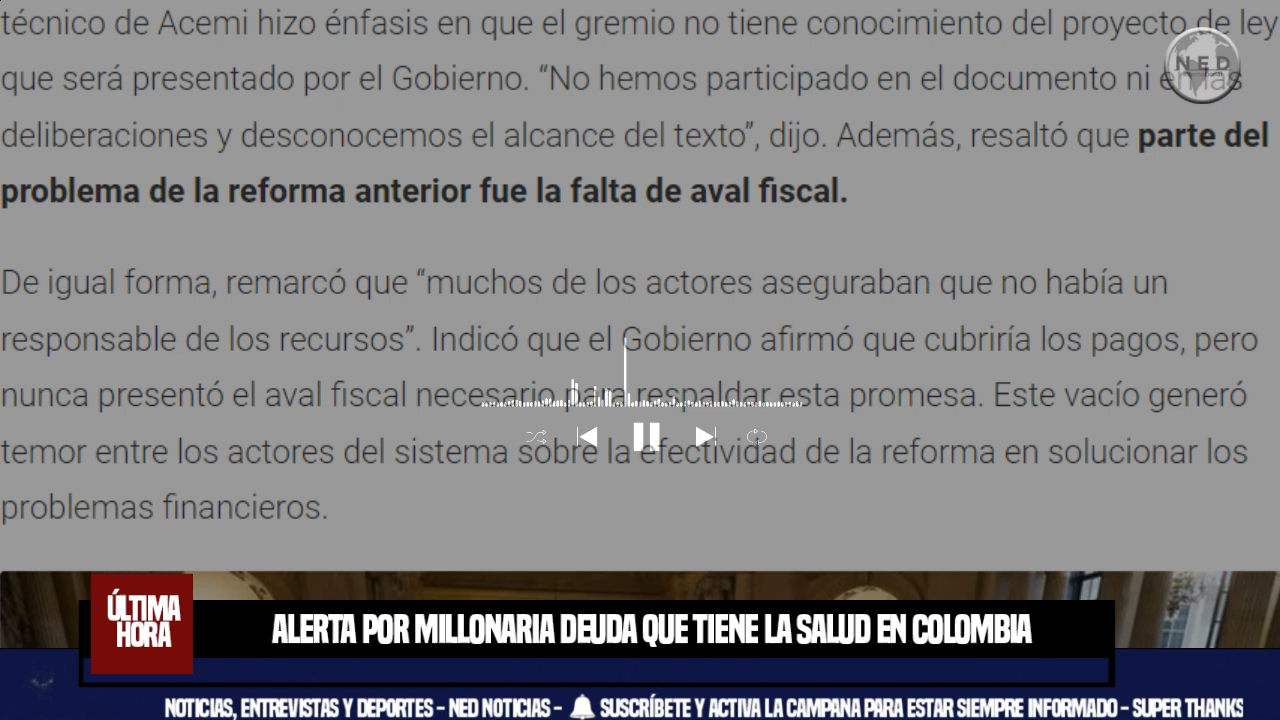 técnico de Acemi hizo énfasis en que el gremio no tiene conocimiento del proyecto de ley
NED
que será presentado por el Gobierno. “No hemos participado en el documento ni en las
deliberaciones y desconocemos el alcance del texto”, dijo. Además, resaltó que parte del
problema de la reforma anterior fue la falta de aval fiscal.
De igual forma, remarcó que “muchos de los actores aseguraban que no había un
responsable de los recursos”. Indicó que el Gobierno afirmó que cubriría los pagos, pero
nunca presentó el aval fiscal necesario para respaldar esta promesa. Este vacío generó
temor entre los actores del sistema sobre la efectividad de la reforma en solucionar los
problemas financieros.
ÚLTIMA
HORA
ALERTA POR MILLONARIA DEUDA QUE TIENE LA SALUD EN COLOMBIA
NOTICIAS, ENTREVISTAS Y DEPORTES - NED NOTICIAS - 🔔 SUSCRÍBETE Y ACTIVA LA CAMPANA PARA ESTAR SIEMPRE INFORMADO - SUPER THANKS